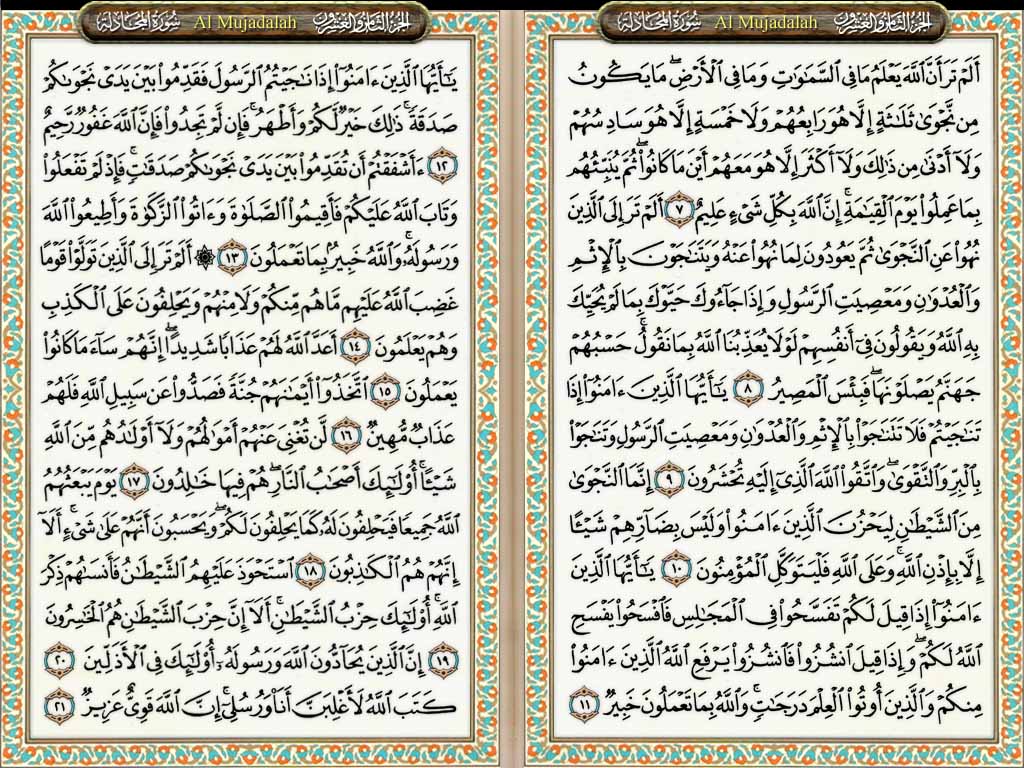 الجزء الثامن والعشرون
Al Mujadalah
سورة المجادلة
أَلَمْ تَرَ أَنَّ ٱللَّهَ يَعْلَمُ مَا فِى ٱلسَّمَٰوَٰتِ وَمَا فِى ٱلْأَرْضِ ۖ مَا يَكُونُ
مِن نَّجْوَىٰ ثَلَٰثَةٍ إِلَّا هُوَ رَابِعُهُمْ وَلَا خَمْسَةٍ إِلَّا هُوَ سَادِسُهُمْ
وَلَآ أَدْنَىٰ مِن ذَٰلِكَ وَلَآ أَكْثَرَ إِلَّا هُوَ مَعَهُمْ أَيْنَ مَا كَانُوا۟ ۖ ثُمَّ يُنَبِّئُهُم
بِمَا عَمِلُوا۟ يَوْمَ ٱلْقِيَٰمَةِ ۚ إِنَّ ٱللَّهَ بِكُلِّ شَىْءٍ عَلِيمٌ ٧ أَلَمْ تَرَ إِلَى ٱلَّذِينَ
نُهُوا۟ عَنِ ٱلنَّجْوَىٰ ثُمَّ يَعُودُونَ لِمَا نُهُوا۟ عَنْهُ وَيَتَنَٰجَوْنَ بِٱلْإِثْمِ
وَٱلْعُدْوَٰنِ وَمَعْصِيَتِ ٱلرَّسُولِ وَإِذَا جَآءُوكَ حَيَّوْكَ بِمَا لَمْ يُحَيِّكَ
بِهِ ٱللَّهُ وَيَقُولُونَ فِىٓ أَنفُسِهِمْ لَوْلَا يُعَذِّبُنَا ٱللَّهُ بِمَا نَقُولُ ۚ حَسْبُهُمْ
جَهَنَّمُ يَصْلَوْنَهَا ۖ فَبِئْسَ ٱلْمَصِيرُ ٨ يَٰٓأَيُّهَا ٱلَّذِينَ ءَامَنُوٓا۟ إِذَا
تَنَٰجَيْتُمْ فَلَا تَتَنَٰجَوْا۟ بِٱلْإِثْمِ وَٱلْعُدْوَٰنِ وَمَعْصِيَتِ ٱلرَّسُولِ وَتَنَٰجَوْا۟
بِٱلْبِرِّ وَٱلتَّقْوَىٰ ۖ وَٱتَّقُوا۟ ٱللَّهَ ٱلَّذِىٓ إِلَيْهِ تُحْشَرُونَ ٩ إِنَّمَا ٱلنَّجْوَىٰ
مِنَ ٱلشَّيْطَٰنِ لِيَحْزُنَ ٱلَّذِينَ ءَامَنُوا۟ وَلَيْسَ بِضَآرِّهِمْ شَيْـًٔا
إِلَّا بِإِذْنِ ٱللَّهِ ۚ وَعَلَى ٱللَّهِ فَلْيَتَوَكَّلِ ٱلْمُؤْمِنُونَ ١٠ يَٰٓأَيُّهَا ٱلَّذِينَ
ءَامَنُوٓا۟ إِذَا قِيلَ لَكُمْ تَفَسَّحُوا۟ فِى ٱلْمَجَٰلِسِ فَٱفْسَحُوا۟ يَفْسَحِ
ٱللَّهُ لَكُمْ ۖ وَإِذَا قِيلَ ٱنشُزُوا۟ فَٱنشُزُوا۟ يَرْفَعِ ٱللَّهُ ٱلَّذِينَ ءَامَنُوا۟
مِنكُمْ وَٱلَّذِينَ أُوتُوا۟ ٱلْعِلْمَ دَرَجَٰتٍ ۚ وَٱللَّهُ بِمَا تَعْمَلُونَ خَبِيرٌ ١١
الجزء الثامن والعشرون
Al Mujadalah
سورة المجادلة
يَٰٓأَيُّهَا ٱلَّذِينَ ءَامَنُوٓا۟ إِذَا نَٰجَيْتُمُ ٱلرَّسُولَ فَقَدِّمُوا۟ بَيْنَ يَدَىْ نَجْوَىٰكُمْ
صَدَقَةً ۚ ذَٰلِكَ خَيْرٌ لَّكُمْ وَأَطْهَرُ ۚ فَإِن لَّمْ تَجِدُوا۟ فَإِنَّ ٱللَّهَ غَفُورٌ رَّحِيمٌ
١٢ ءَأَشْفَقْتُمْ أَن تُقَدِّمُوا۟ بَيْنَ يَدَىْ نَجْوَىٰكُمْ صَدَقَٰتٍ ۚ فَإِذْ لَمْ تَفْعَلُوا۟
وَتَابَ ٱللَّهُ عَلَيْكُمْ فَأَقِيمُوا۟ ٱلصَّلَوٰةَ وَءَاتُوا۟ ٱلزَّكَوٰةَ وَأَطِيعُوا۟ ٱللَّهَ
وَرَسُولَهُۥ ۚ وَٱللَّهُ خَبِيرٌۢ بِمَا تَعْمَلُونَ ١٣ ۞ أَلَمْ تَرَ إِلَى ٱلَّذِينَ تَوَلَّوْا۟ قَوْمًا
غَضِبَ ٱللَّهُ عَلَيْهِم مَّا هُم مِّنكُمْ وَلَا مِنْهُمْ وَيَحْلِفُونَ عَلَى ٱلْكَذِبِ
وَهُمْ يَعْلَمُونَ ١٤ أَعَدَّ ٱللَّهُ لَهُمْ عَذَابًا شَدِيدًا ۖ إِنَّهُمْ سَآءَ مَا كَانُوا۟
يَعْمَلُونَ ١٥ ٱتَّخَذُوٓا۟ أَيْمَٰنَهُمْ جُنَّةً فَصَدُّوا۟ عَن سَبِيلِ ٱللَّهِ فَلَهُمْ
عَذَابٌ مُّهِينٌ ١٦ لَّن تُغْنِىَ عَنْهُمْ أَمْوَٰلُهُمْ وَلَآ أَوْلَٰدُهُم مِّنَ ٱللَّهِ
شَيْـًٔا ۚ أُو۟لَٰٓئِكَ أَصْحَٰبُ ٱلنَّارِ ۖ هُمْ فِيهَا خَٰلِدُونَ ١٧ يَوْمَ يَبْعَثُهُمُ
ٱللَّهُ جَمِيعًا فَيَحْلِفُونَ لَهُۥ كَمَا يَحْلِفُونَ لَكُمْ ۖ وَيَحْسَبُونَ أَنَّهُمْ عَلَىٰ شَىْءٍ ۚ أَلَآ
إِنَّهُمْ هُمُ ٱلْكَٰذِبُونَ ١٨ ٱسْتَحْوَذَ عَلَيْهِمُ ٱلشَّيْطَٰنُ فَأَنسَىٰهُمْ ذِكْرَ
ٱللَّهِ ۚ أُو۟لَٰٓئِكَ حِزْبُ ٱلشَّيْطَٰنِ ۚ أَلَآ إِنَّ حِزْبَ ٱلشَّيْطَٰنِ هُمُ ٱلْخَٰسِرُونَ
١٩ إِنَّ ٱلَّذِينَ يُحَآدُّونَ ٱللَّهَ وَرَسُولَهُۥٓ أُو۟لَٰٓئِكَ فِى ٱلْأَذَلِّينَ ٢٠
كَتَبَ ٱللَّهُ لَأَغْلِبَنَّ أَنَا۠ وَرُسُلِىٓ ۚ إِنَّ ٱللَّهَ قَوِىٌّ عَزِيزٌ ٢١